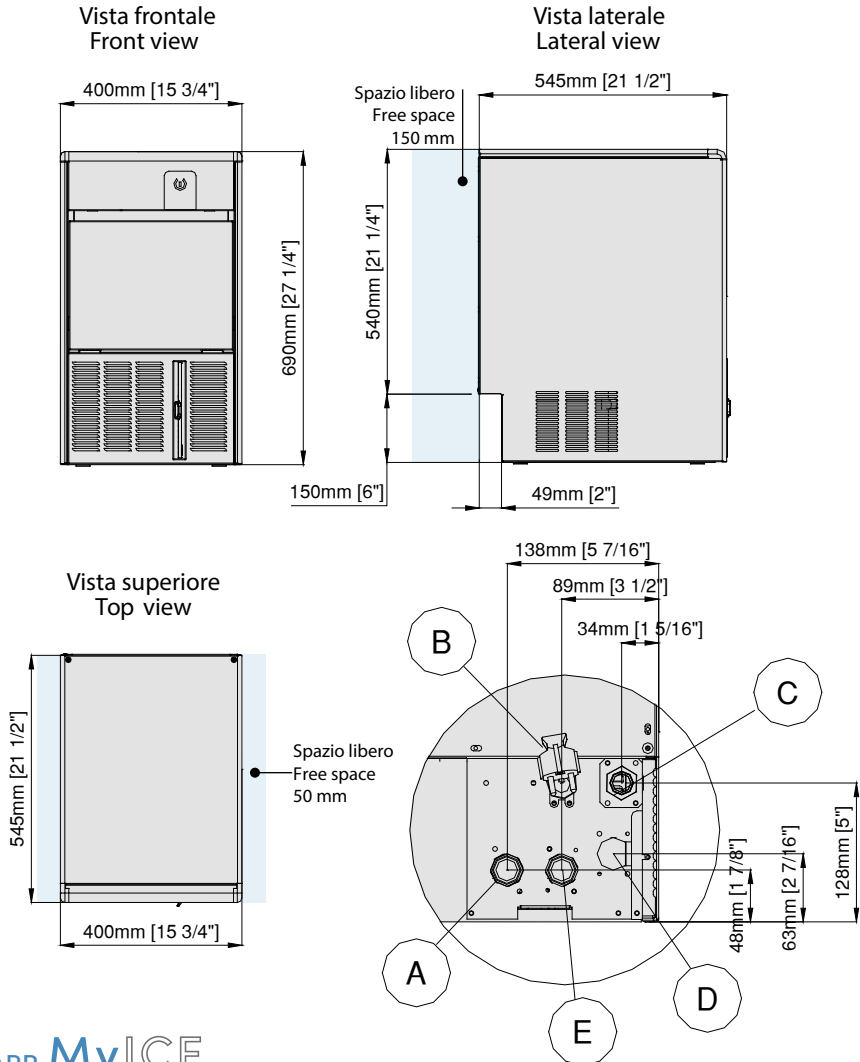 Vista frontale
Front view
400mm [15 3/4"]
690mm [27 1/4"]
Vista laterale
Lateral view
545mm [21 1/2"]
Spazio libero
Free space
150 mm
540mm [21 1/4"]
150mm [6"]
49mm [2"]
Vista superiore
Top view
545mm [21 1/2"]
400mm [15 3/4"]
Spazio libero
Free space
50 mm
138mm [5 7/16"]
89mm [3 1/2"]
34mm [1 5/16"]
B
C
128mm [5"]
63mm [2 7/16"]
48mm [1 7/8"]
A
D
E
APP MyICE